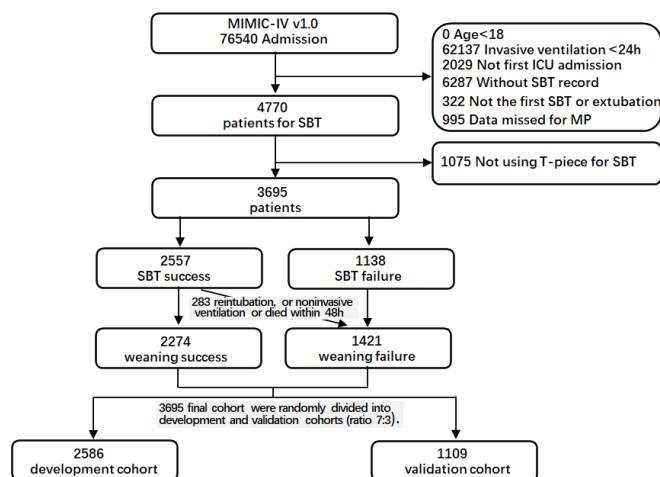 MIMIC-IV v1.0
76540 Admission
0 Age<18
62137 Invasive ventilation <24h
2029 Not first ICU admission
6287 Without SBT record
322 Not the first SBT or extubation
995 Data missed for MP
4770
patients for SBT
1075 Not using T-piece for SBT
3695
patients
2557
SBT success
1138
SBT failure
283 reintubation, or noninvasive
ventilation or died within 48h
2274
weaning success
1421
weaning failure
3695 final cohort were randomly divided into
development and validation cohorts (ratio 7:3).
2586
development cohort
1109
validation cohort